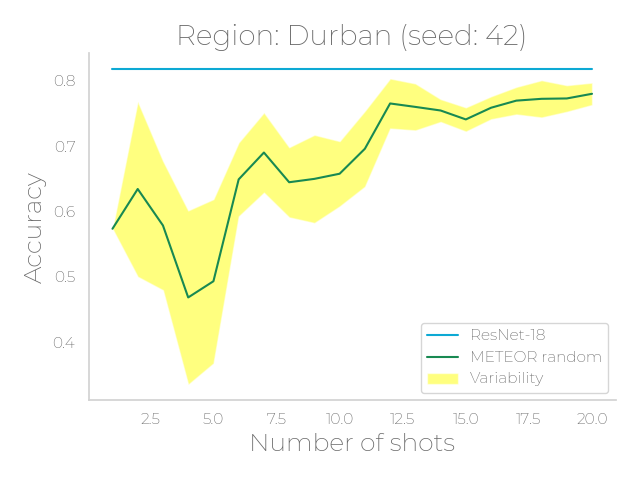 Region: Durban (seed: 42)
Accuracy
0.8
0.7
0.6
0.5
0.4
2.5 5.0 7.5 10.0 12.5 15.0 17.5 20.0
Number of shots
ResNet-18
METEOR random
Variability